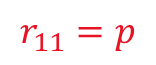 r₁₁ = p